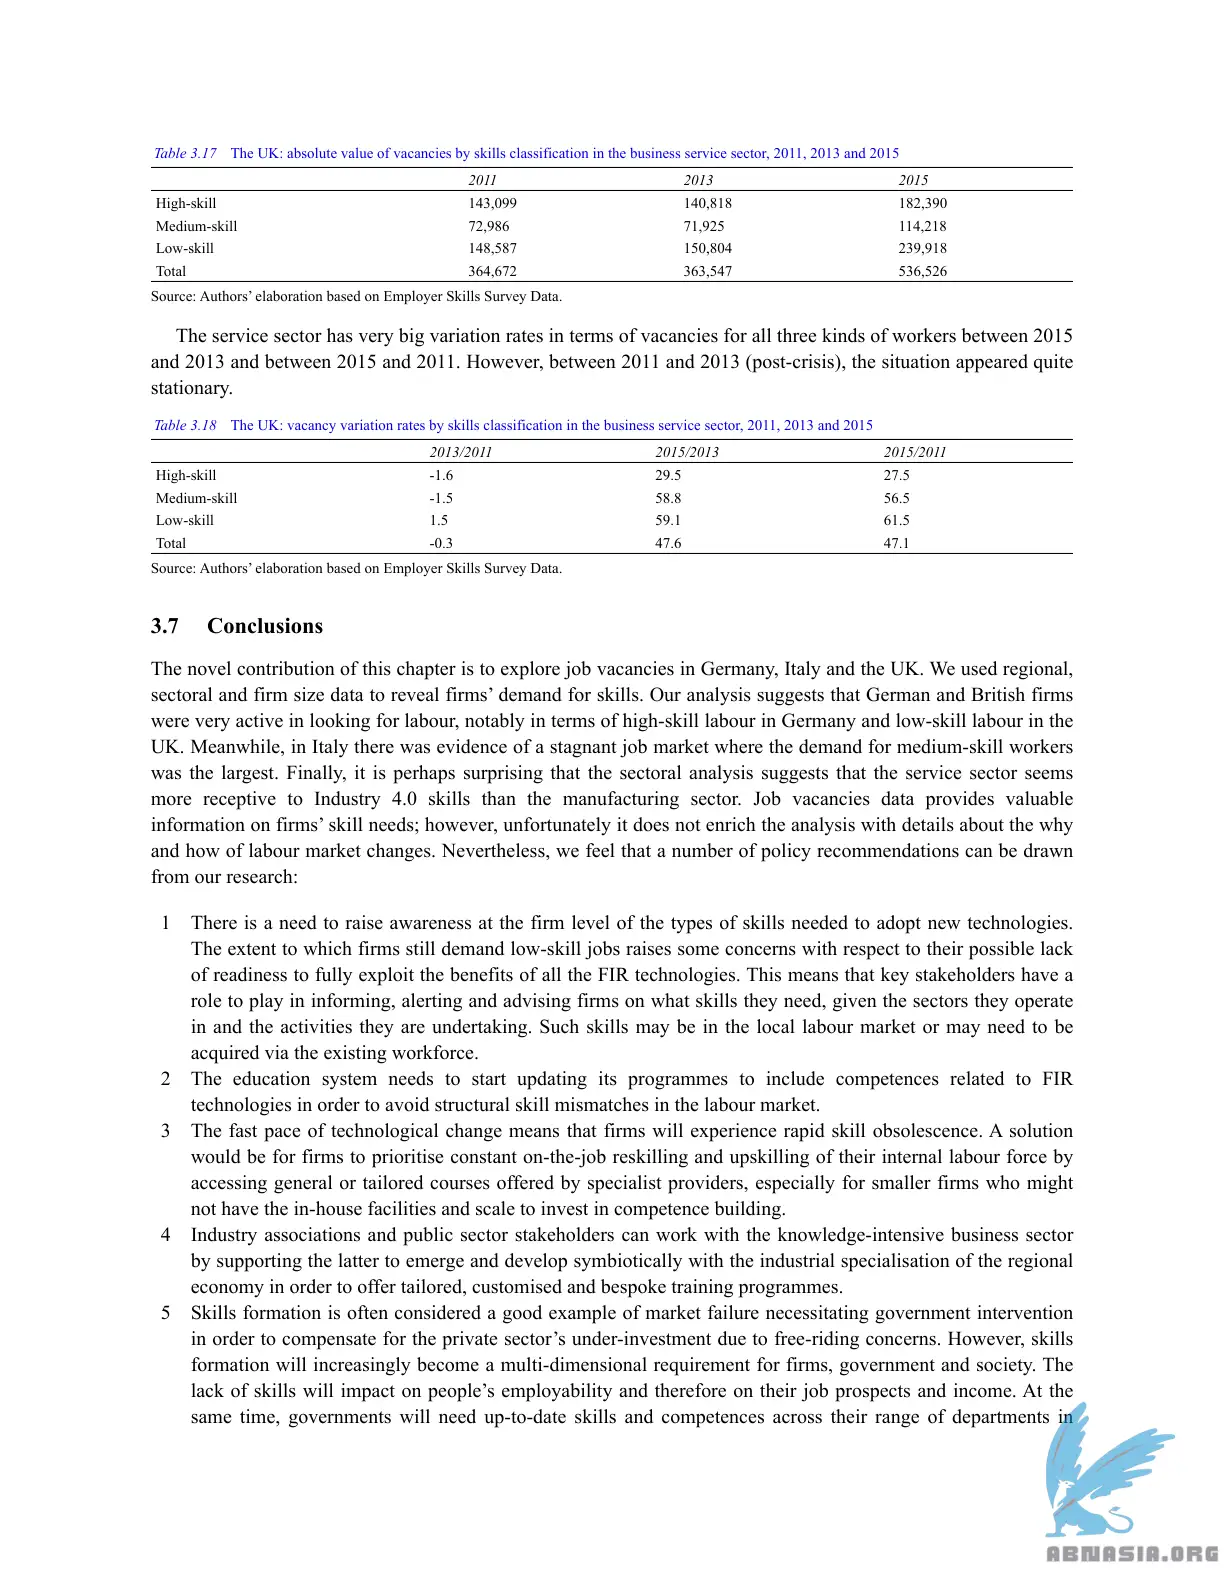 Table 3.17 The UK: absolute value of vacancies by skills classification in the business service sector, 2011, 2013 and 2015
2011 2013 2015
High-skill 143,099 140,818 182,390
Medium-skill 72,986 71,925 114,218
Low-skill 148,587 150,804 239,918
Total 364,672 363,547 536,526
Source: Authors’ elaboration based on Employer Skills Survey Data.
The service sector has very big variation rates in terms of vacancies for all three kinds of workers between 2015
and 2013 and between 2015 and 2011. However, between 2011 and 2013 (post-crisis), the situation appeared quite
stationary.
Table 3.18 The UK: vacancy variation rates by skills classification in the business service sector, 2011, 2013 and 2015
2013/2011 2015/2013 2015/2011
High-skill -1.6 29.5 27.5
Medium-skill -1.5 58.8 56.5
Low-skill 1.5 59.1 61.5
Total -0.3 47.6 47.1
Source: Authors’ elaboration based on Employer Skills Survey Data.
3.7 Conclusions
The novel contribution of this chapter is to explore job vacancies in Germany, Italy and the UK. We used regional,
sectoral and firm size data to reveal firms’ demand for skills. Our analysis suggests that German and British firms
were very active in looking for labour, notably in terms of high-skill labour in Germany and low-skill labour in the
UK. Meanwhile, in Italy there was evidence of a stagnant job market where the demand for medium-skill workers
was the largest. Finally, it is perhaps surprising that the sectoral analysis suggests that the service sector seems
more receptive to Industry 4.0 skills than the manufacturing sector. Job vacancies data provides valuable
information on firms’ skill needs; however, unfortunately it does not enrich the analysis with details about the why
and how of labour market changes. Nevertheless, we feel that a number of policy recommendations can be drawn
from our research:
1 There is a need to raise awareness at the firm level of the types of skills needed to adopt new technologies.
The extent to which firms still demand low-skill jobs raises some concerns with respect to their possible lack
of readiness to fully exploit the benefits of all the FIR technologies. This means that key stakeholders have a
role to play in informing, alerting and advising firms on what skills they need, given the sectors they operate
in and the activities they are undertaking. Such skills may be in the local labour market or may need to be
acquired via the existing workforce.
2 The education system needs to start updating its programmes to include competences related to FIR
technologies in order to avoid structural skill mismatches in the labour market.
3 The fast pace of technological change means that firms will experience rapid skill obsolescence. A solution
would be for firms to prioritise constant on-the-job reskilling and upskilling of their internal labour force by
accessing general or tailored courses offered by specialist providers, especially for smaller firms who might
not have the in-house facilities and scale to invest in competence building.
4 Industry associations and public sector stakeholders can work with the knowledge-intensive business sector
by supporting the latter to emerge and develop symbiotically with the industrial specialisation of the regional
economy in order to offer tailored, customised and bespoke training programmes.
5 Skills formation is often considered a good example of market failure necessitating government intervention
in order to compensate for the private sector’s under-investment due to free-riding concerns. However, skills
formation will increasingly become a multi-dimensional requirement for firms, government and society. The
lack of skills will impact on people’s employability and therefore on their job prospects and income. At the
same time, governments will need up-to-date skills and competences across their range of departments in
ABNASIA.ORG